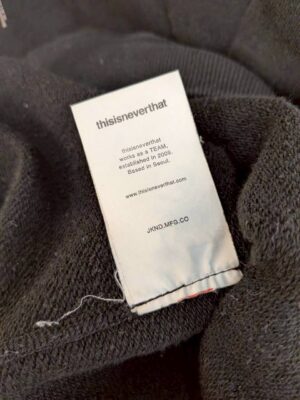 thisisneverthat
thisisneverthat
works as a TEAM,
established in 2009.
Based in Seoul.
www.thisisneverthat.com
JKND.MFG.CO